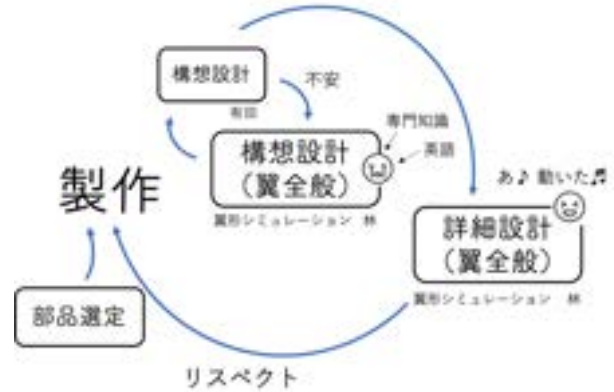 構想設計
不安
専門知識
英語
構想設計
(翼全般)
翼形シミュレーション 林
あ♪ 動いた♬
詳細設計
(翼全般)
翼形シミュレーション 林
製作
部品選定
リスペクト